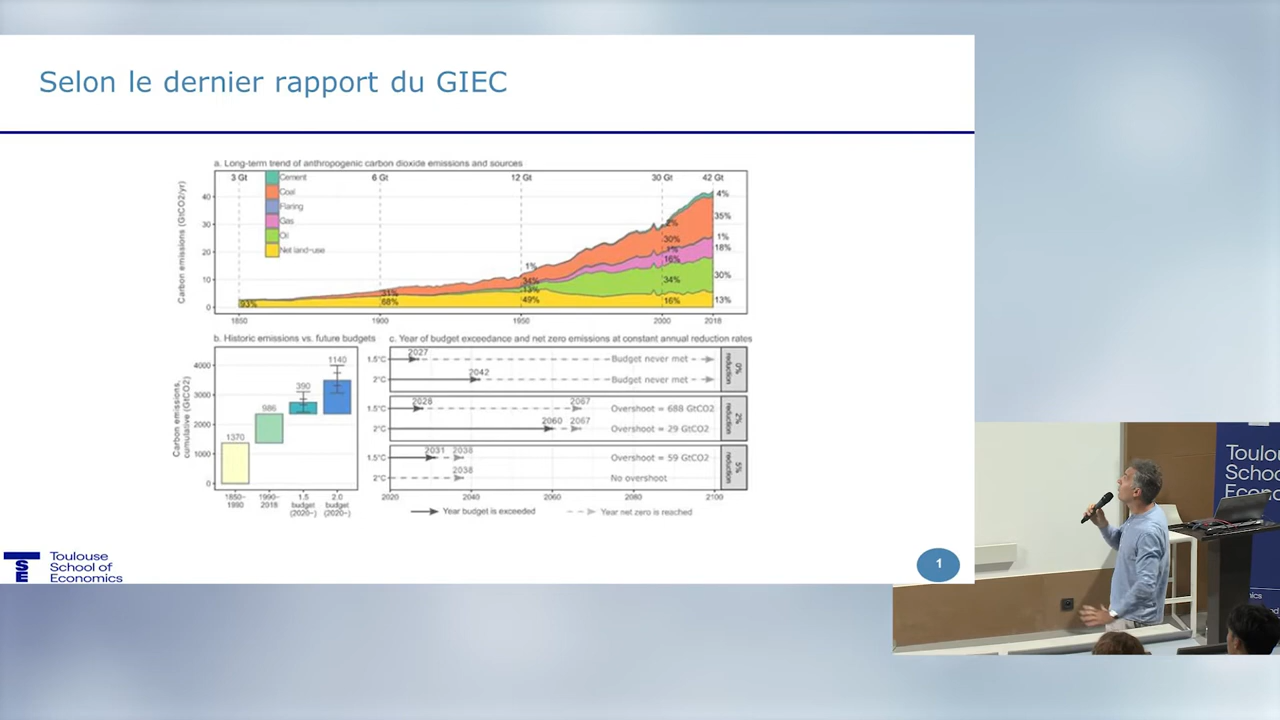 Selon le dernier rapport du GIEC
a. Long-term trend of anthropogenic carbon dioxide emissions and sources
3 Gt 6 Gt 12 Gt 30 Gt 42 Gt
Carbon emissions (GtCO2/yr)
40
30
20
10
0
Cement
Coal
Flaring
Gas
Oil
Net land-use
93%
31%
68%
1%
34%
13%
49%
2%
30%
1%
16%
34%
16%
4%
35%
1%
18%
30%
13%
1850 1900 1950 2000 2018
b. Historic emissions vs. future budgets
Carbon emissions,
cumulative (GtCO2)
4000
3000
2000
1000
0
1370
986
390
1140
1850-
1990
1990-
2018
1.5
budget
(2020-)
2.0
budget
(2020-)
c. Year of budget exceedance and net zero emissions at constant annual reduction rates
1.5°C 2027 Budget never met
2°C 2042 Budget never met
0%
reduction
1.5°C 2028 2067 Overshoot = 688 GtCO2
2°C 2060 2067 Overshoot = 29 GtCO2
2%
reduction
1.5°C 2031 2038 Overshoot = 59 GtCO2
2°C 2038 No overshoot
5%
reduction
2020 2040 2060 2080 2100
Year budget is exceeded Year net zero is reached
TSE
Toulouse
School of
Economics
1
Toulou
Schoo
Econo